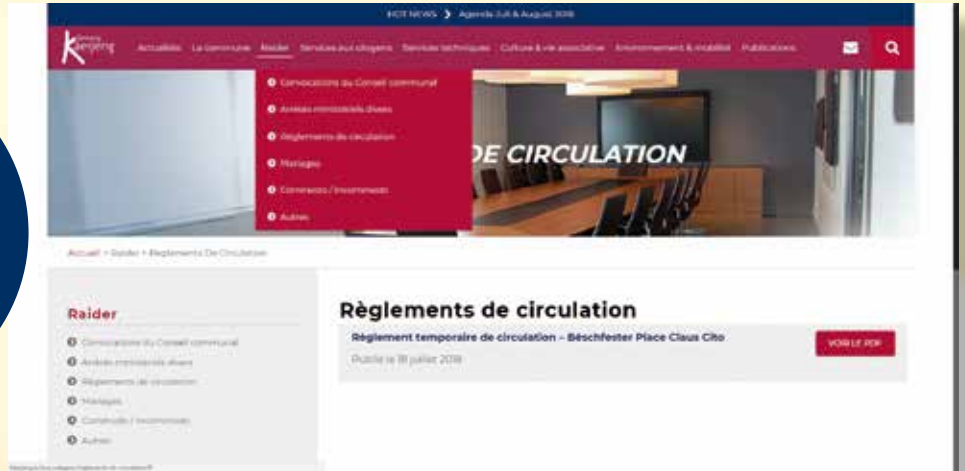 HOT NEWS Agenda Juli & August 2018
Käerjeng Actualités La commune Raider Services aux citoyens Services techniques Culture & vie associative Environnement & mobilité Publications
Convocations du Conseil communal
Arrêtés ministériels divers
Règlements de circulation
Mariages
Commodo / Incommodo
Autres
DE CIRCULATION
Accueil > Raider > Règlements De Circulation
Raider
Convocations du Conseil communal
Arrêtés ministériels divers
Règlements de circulation
Mariages
Commodo / Incommodo
Autres
Règlements de circulation
Règlement temporaire de circulation – Bëschfester Place Claus Cito
Publié le 18 juillet 2018
VOIR LE PDF